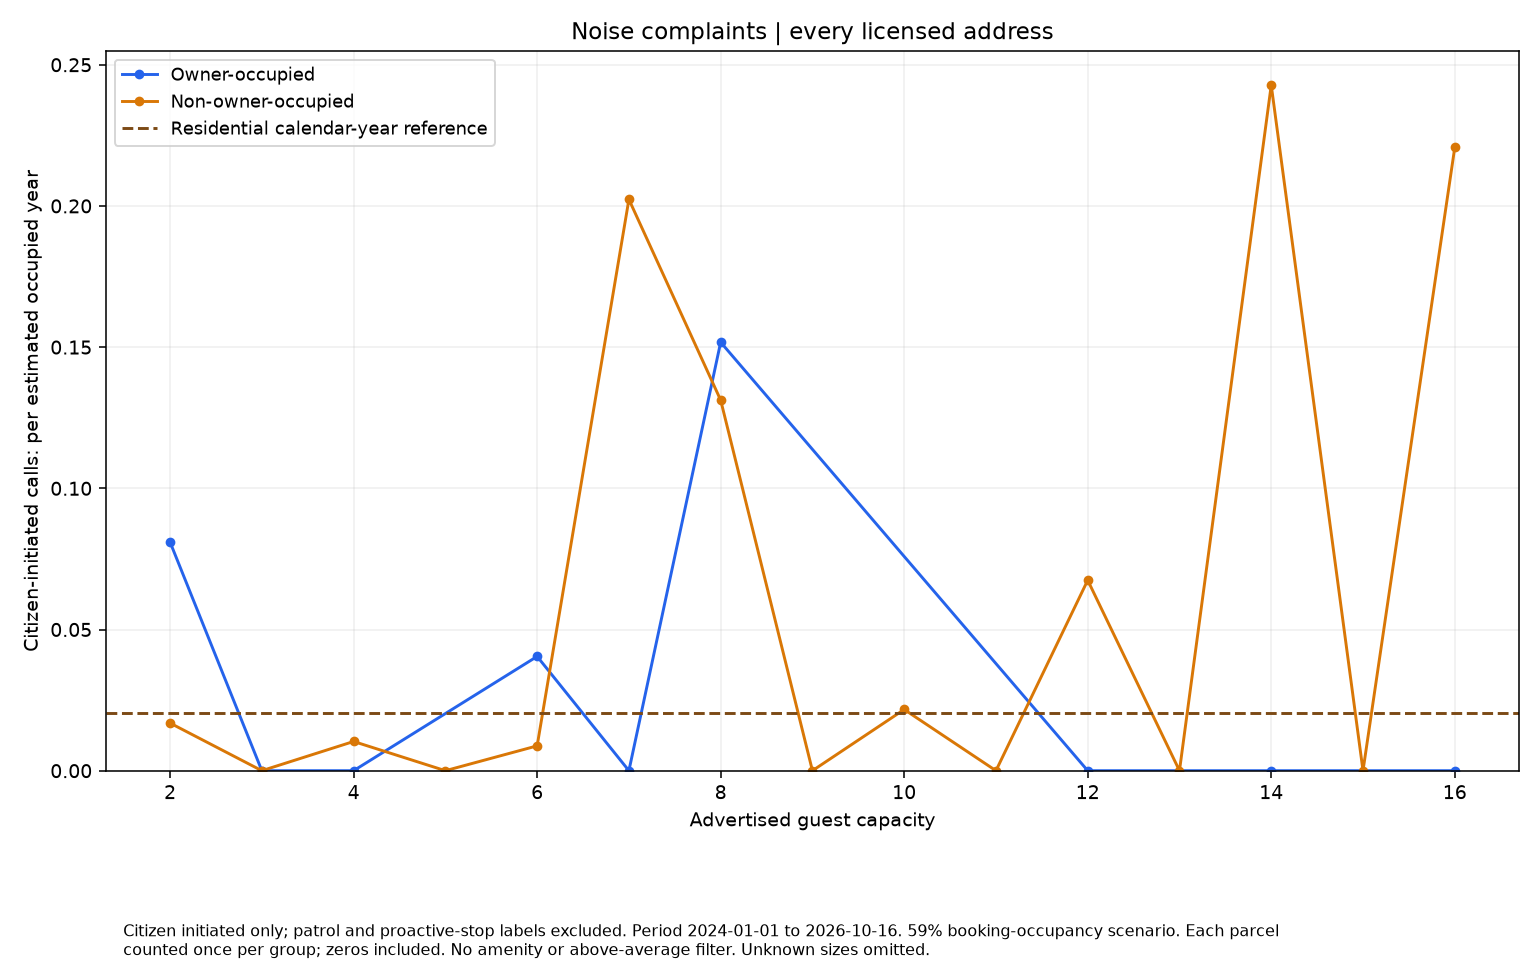 Noise complaints | every licensed address
Owner-occupied
Non-owner-occupied
Residential calendar-year reference
Citizen-initiated calls: per estimated occupied year
0.25
0.20
0.15
0.10
0.05
0.00
2 4 6 8 10 12 14 16
Advertised guest capacity
Citizen initiated only; patrol and proactive-stop labels excluded. Period 2024-01-01 to 2026-10-16. 59% booking-occupancy scenario. Each parcel
counted once per group; zeros included. No amenity or above-average filter. Unknown sizes omitted.